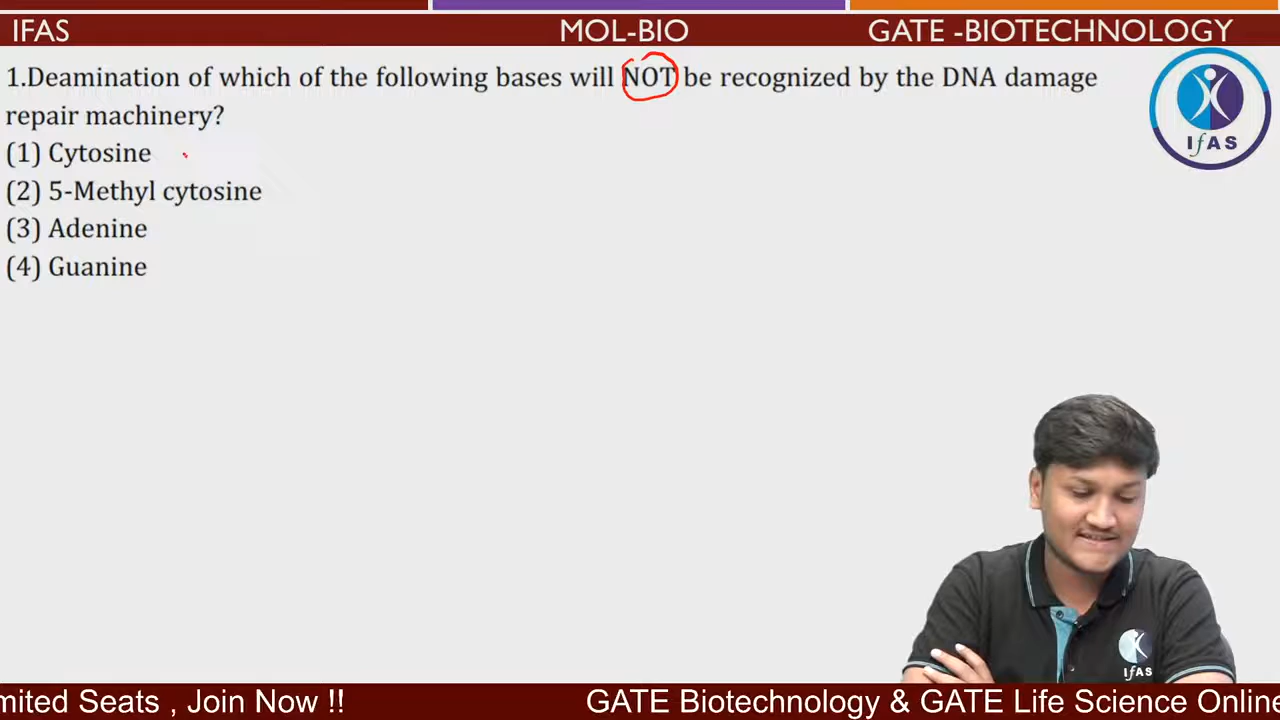 IFAS MOL-BIO GATE -BIOTECHNOLOGY
1.Deamination of which of the following bases will NOT be recognized by the DNA damage
repair machinery?
(1) Cytosine
(2) 5-Methyl cytosine
(3) Adenine
(4) Guanine
IfAS
IfAS
mited Seats , Join Now !! GATE Biotechnology & GATE Life Science Online